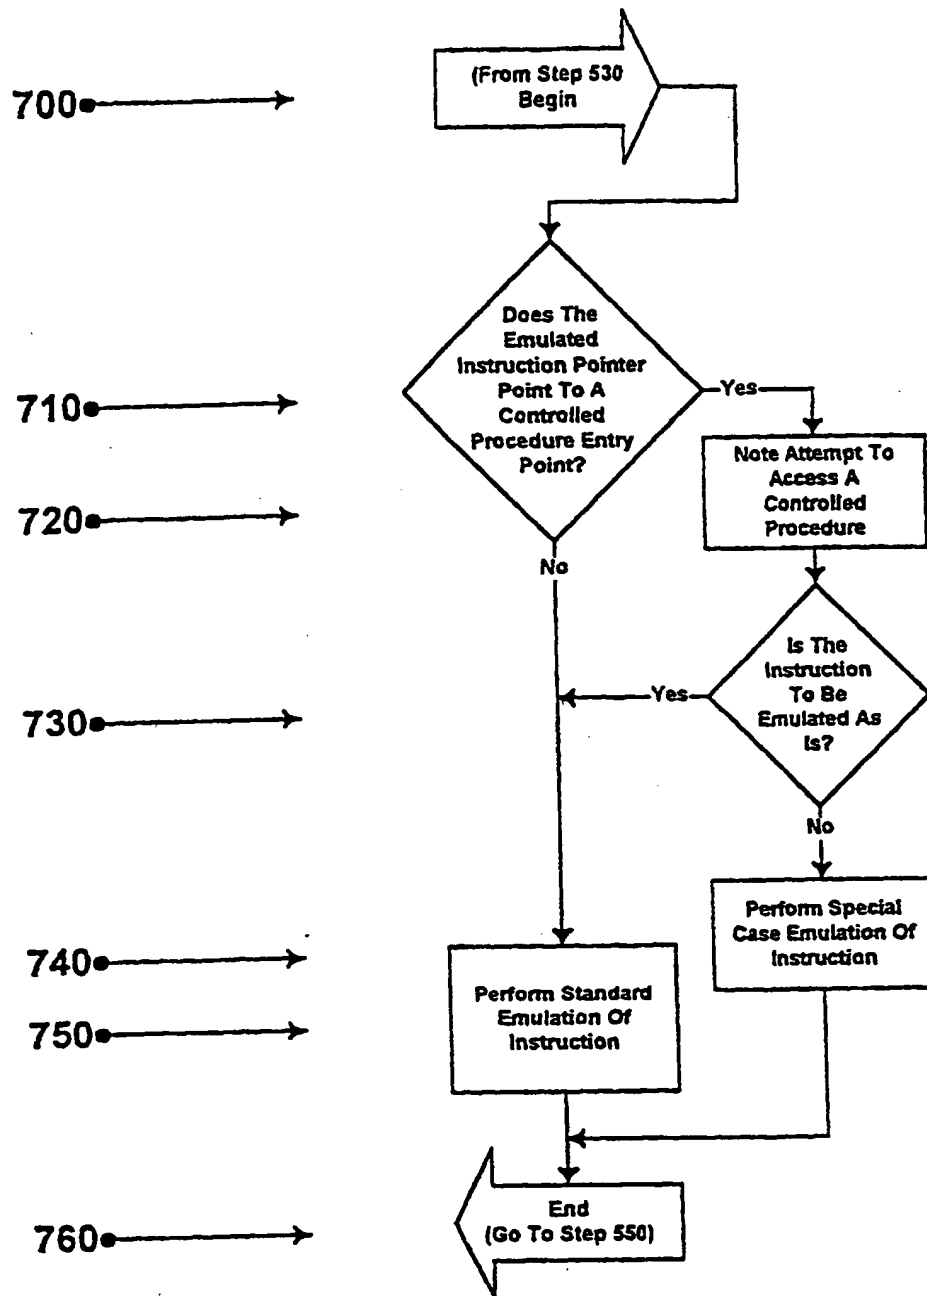 700
(From Step 530
Begin
Does The
Emulated
Instruction Pointer
Point To A
Controlled
Procedure Entry
Point?
710
Yes
Note Attempt To
Access A
Controlled
Procedure
720
No
Is The
Instruction
To Be
Emulated As
Is?
730
Yes
No
Perform Special
Case Emulation Of
Instruction
740
Perform Standard
Emulation Of
Instruction
750
End
(Go To Step 550)
760